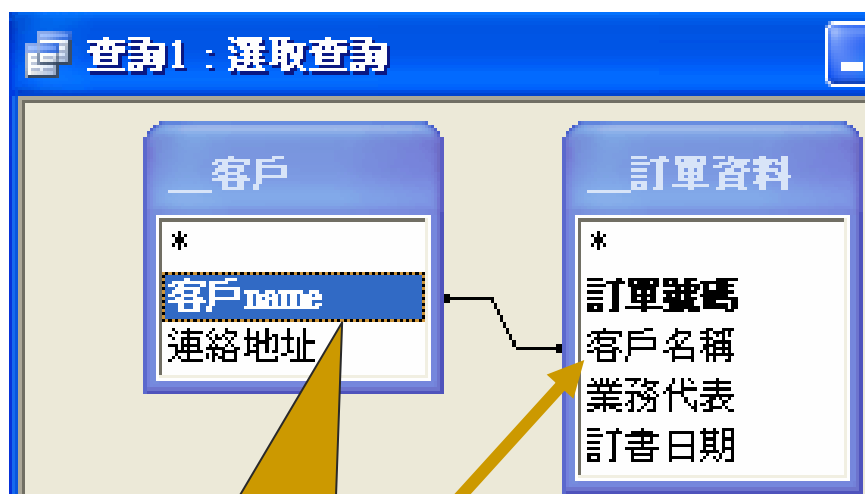 查詢1 : 選取查詢
__客戶
*
客戶name
連絡地址
__訂單資料
*
訂單號碼
客戶名稱
業務代表
訂書日期